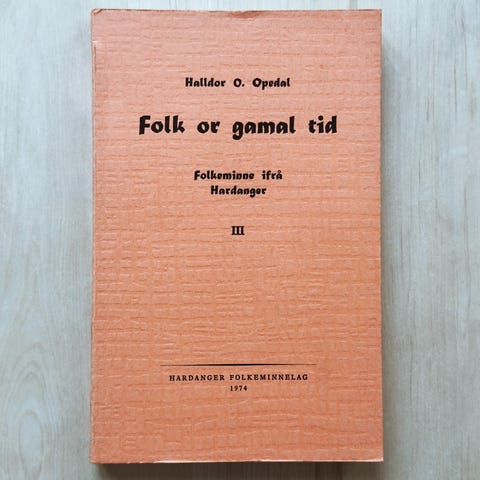 Halldor O. Opedal
Folk or gamal tid
Folkeminne ifrå
Hardanger
III
HARDANGER FOLKEMINNELAG
1974